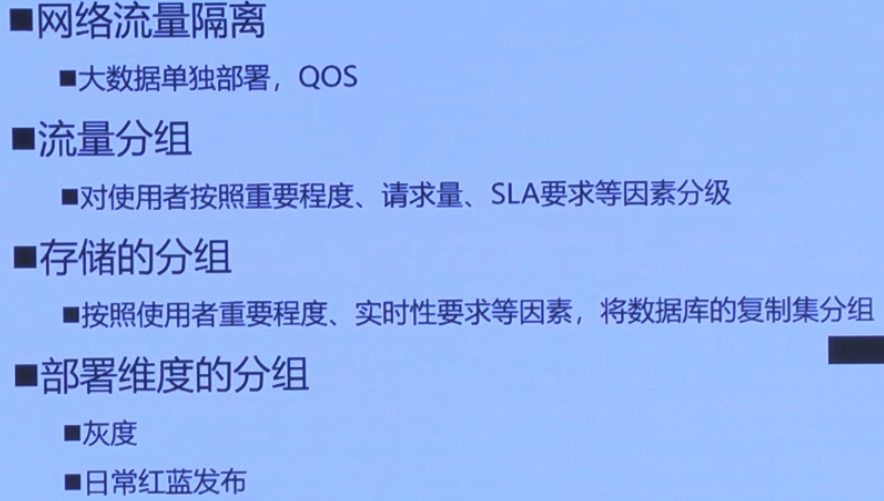 ■网络流量隔离
■大数据单独部署，QOS
■流量分组
■对使用者按照重要程度、请求量、SLA要求等因素分级
■存储的分组
■按照使用者重要程度、实时性要求等因素，将数据库的复制集分组
■部署维度的分组
■灰度
■日常红蓝发布